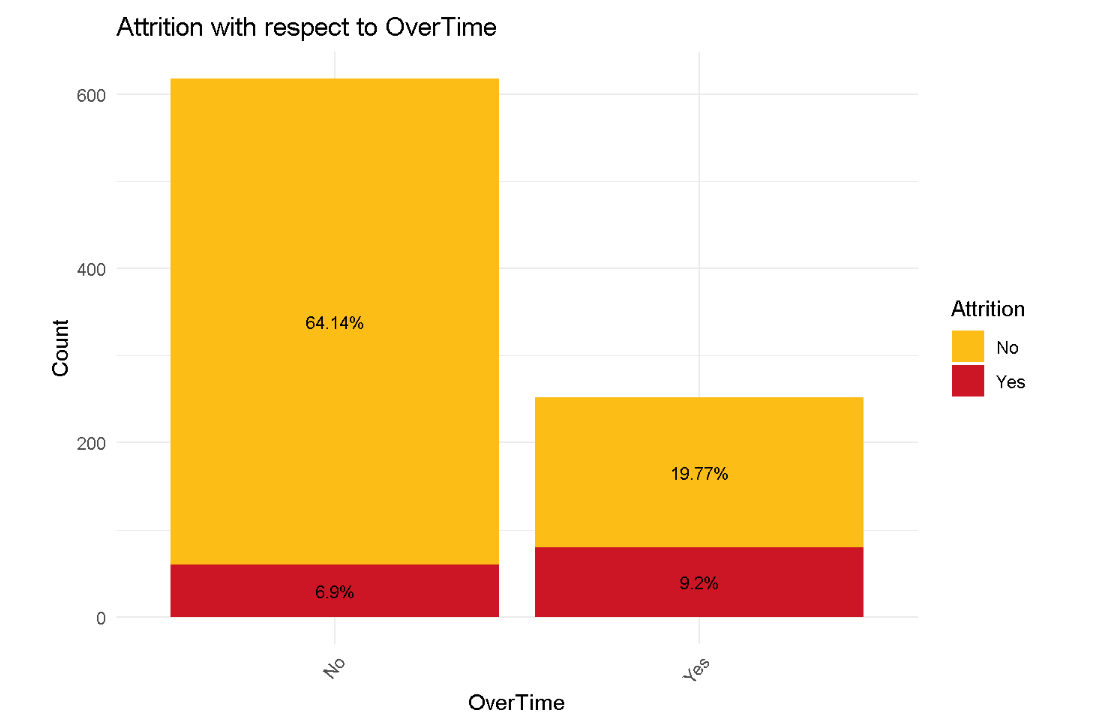 Attrition with respect to OverTime
600
400
200
0
Count
64.14%
6.9%
19.77%
9.2%
No
Yes
OverTime
Attrition
No
Yes